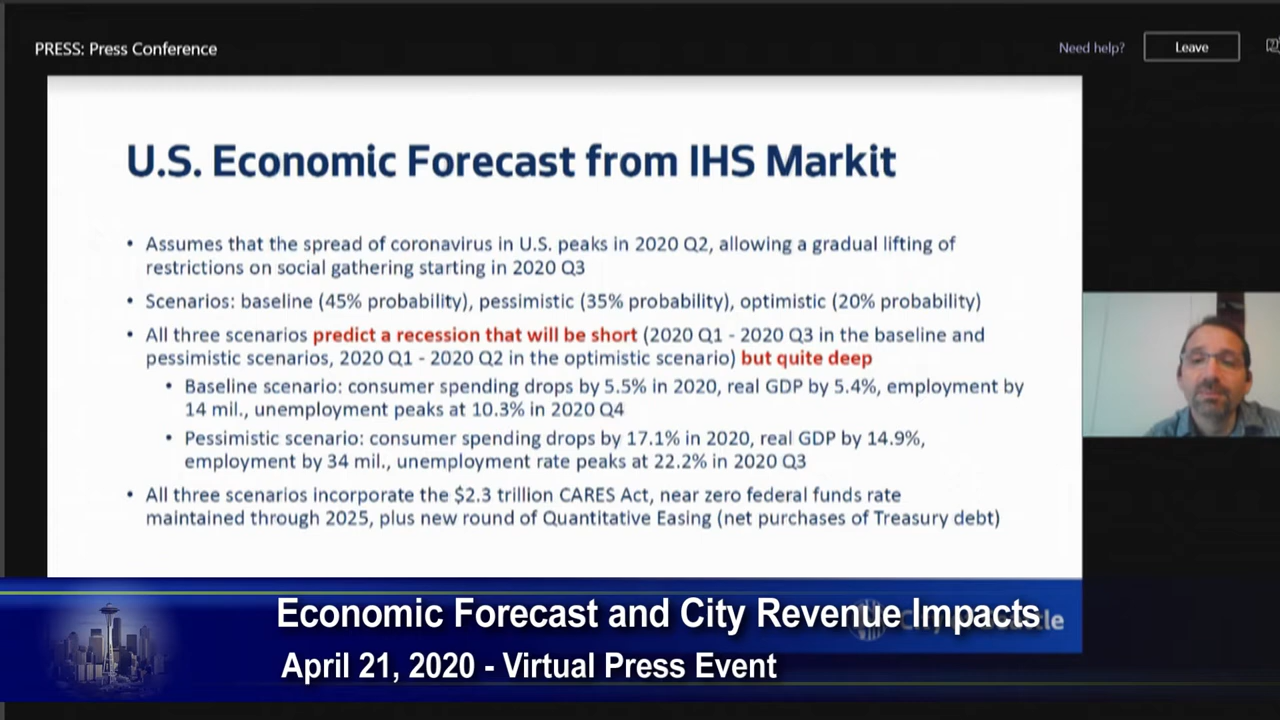 PRESS: Press Conference
Need help?
Leave
U.S. Economic Forecast from IHS Markit
• Assumes that the spread of coronavirus in U.S. peaks in 2020 Q2, allowing a gradual lifting of
restrictions on social gathering starting in 2020 Q3
• Scenarios: baseline (45% probability), pessimistic (35% probability), optimistic (20% probability)
• All three scenarios predict a recession that will be short (2020 Q1 - 2020 Q3 in the baseline and
pessimistic scenarios, 2020 Q1 - 2020 Q2 in the optimistic scenario) but quite deep
• Baseline scenario: consumer spending drops by 5.5% in 2020, real GDP by 5.4%, employment by
14 mil., unemployment peaks at 10.3% in 2020 Q4
• Pessimistic scenario: consumer spending drops by 17.1% in 2020, real GDP by 14.9%,
employment by 34 mil., unemployment rate peaks at 22.2% in 2020 Q3
• All three scenarios incorporate the $2.3 trillion CARES Act, near zero federal funds rate
maintained through 2025, plus new round of Quantitative Easing (net purchases of Treasury debt)
Economic Forecast and City Revenue Impacts
April 21, 2020 - Virtual Press Event